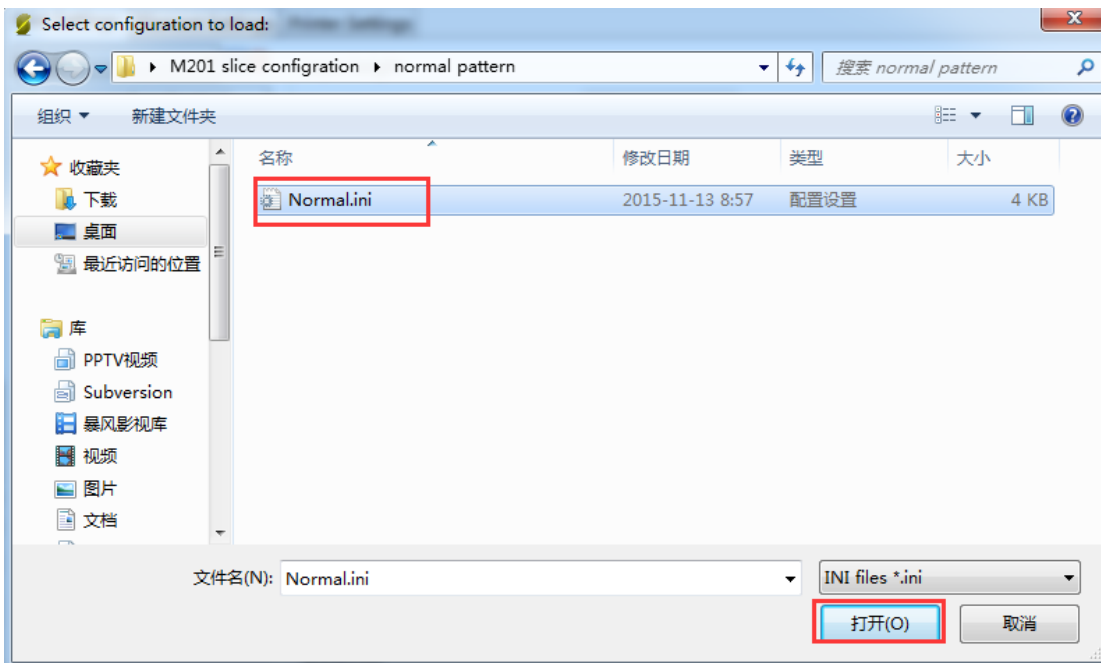 Select configuration to load:
M201 slice configration normal pattern
搜索 normal pattern
组织 新建文件夹
名称 修改日期 类型 大小
Normal.ini 2015-11-13 8:57 配置设置 4 KB
收藏夹
下载
桌面
最近访问的位置
库
PPTV视频
Subversion
暴风影视库
视频
图片
文档
文件名(N): Normal.ini INI files *.ini
打开(O) 取消